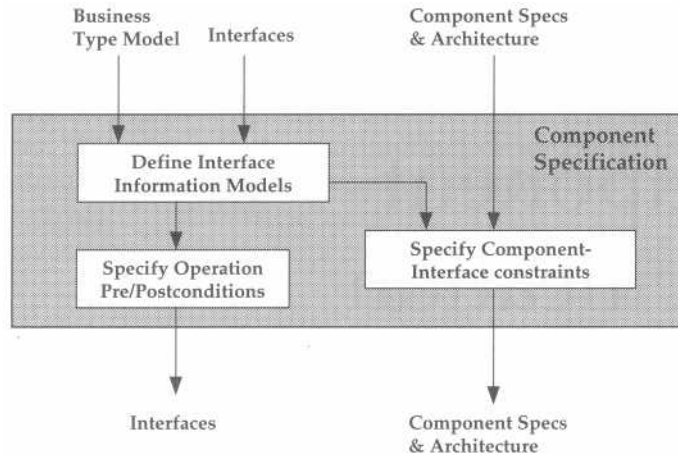 Business
Type Model
Interfaces
Component Specs
& Architecture
Component
Specification
Define Interface
Information Models
Specify Operation
Pre/Postconditions
Specify Component-
Interface constraints
Interfaces
Component Specs
& Architecture